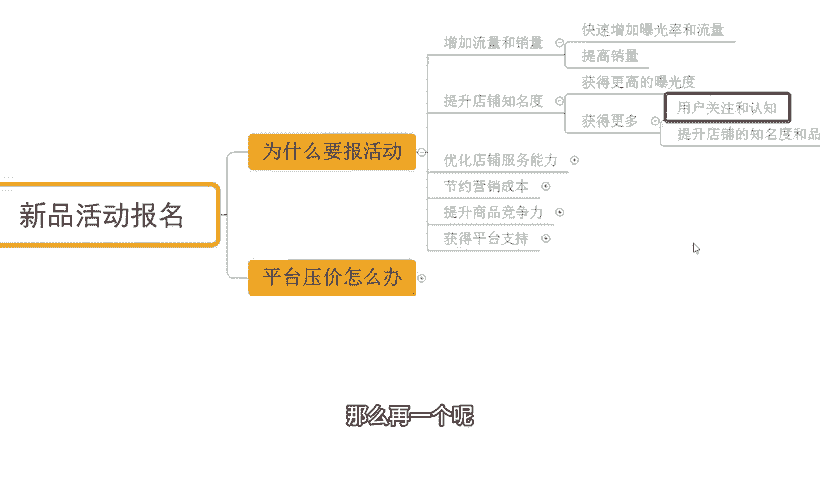 新品活动报名
为什么要报活动
增加流量和销量
快速增加曝光率和流量
提高销量
提升店铺知名度
获得更高的曝光度
获得更多
用户关注和认知
提升店铺的知名度和品
优化店铺服务能力
节约营销成本
提升商品竞争力
获得平台支持
平台压价怎么办
那么再一个呢